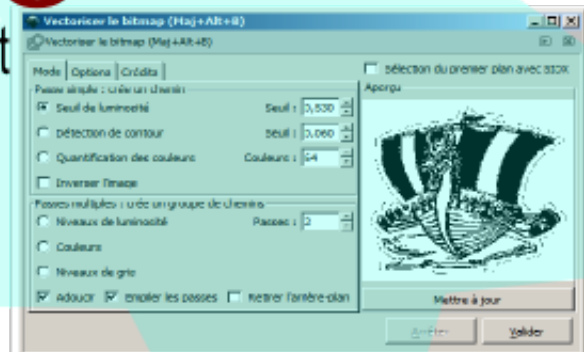 t
Vectoriser le bitmap (Maj+Alt+B)
Vectoriser le bitmap (Maj+Alt+B)
Mode Options Crédits
Sélection du premier plan avec SIOX
Passe simple : crée un chemin
Aperçu
Seuil de luminosité Seuil : 0,530
Détection de contour Seuil : 0,060
Quantification des couleurs Couleurs : 64
Inverser l'image
Passes multiples : crée un groupe de chemins
Niveaux de luminosité Passes : 2
Couleurs
Niveaux de gris
Adoucir Empiler les passes Retirer l'arrière-plan
Mettre à jour
Arrêter Valider